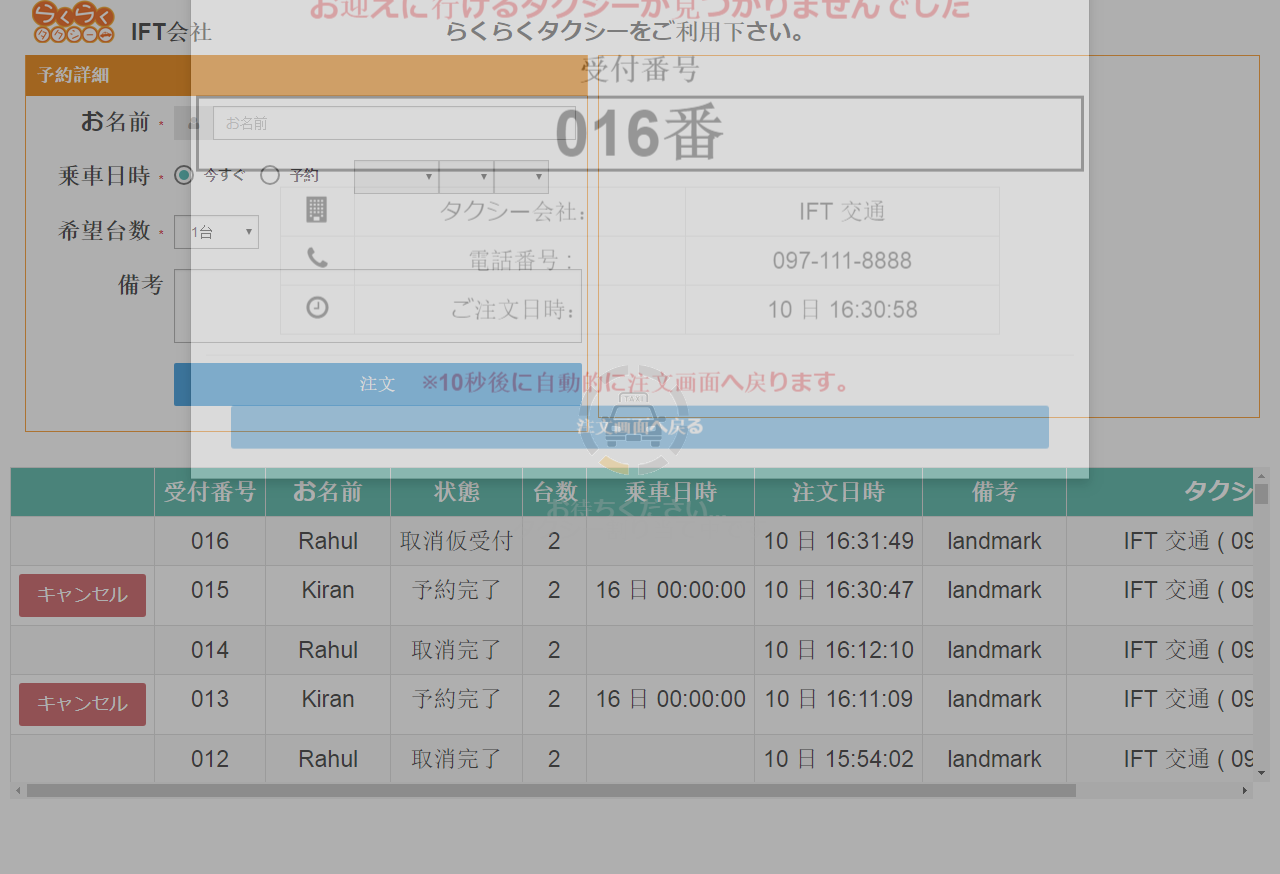 お迎えに行けるタクシーが見つかりませんでした
らくらく
タクシー
IFT会社
らくらくタクシーをご利用下さい。
予約詳細
受付番号
お名前 *
お名前
016番
乗車日時 *
今すぐ
予約
タクシー会社:
IFT 交通
希望台数 *
1台
電話番号 :
097-111-8888
備考
ご注文日時:
10 日 16:30:58
注文
※10秒後に自動的に注文画面へ戻ります。
TAXI
注文画面へ戻る
お待ちください...
受付番号 お名前 状態 台数 乗車日時 注文日時 備考 タクシ
016 Rahul 取消仮受付 2 10 日 16:31:49 landmark IFT 交通 ( 09
キャンセル 015 Kiran 予約完了 2 16 日 00:00:00 10 日 16:30:47 landmark IFT 交通 ( 09
014 Rahul 取消完了 2 10 日 16:12:10 landmark IFT 交通 ( 09
キャンセル 013 Kiran 予約完了 2 16 日 00:00:00 10 日 16:11:09 landmark IFT 交通 ( 09
012 Rahul 取消完了 2 10 日 15:54:02 landmark IFT 交通 ( 09